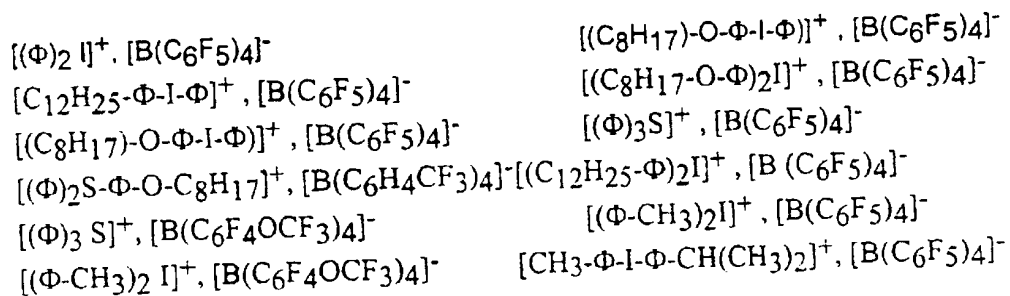 [(Φ)2 I]+, [B(C6F5)4]- [(C8H17)-O-Φ-I-Φ)]+ , [B(C6F5)4]-
[C12H25-Φ-I-Φ]+ , [B(C6F5)4]- [(C8H17-O-Φ)2I]+ , [B(C6F5)4]-
[(C8H17)-O-Φ-I-Φ)]+ , [B(C6F5)4]- [(Φ)3S]+ , [B(C6F5)4]-
[(Φ)2S-Φ-O-C8H17]+, [B(C6H4CF3)4]-[(C12H25-Φ)2I]+ , [B (C6F5)4]-
[(Φ)3 S]+, [B(C6F4OCF3)4]- [(Φ-CH3)2I]+ , [B(C6F5)4]-
[(Φ-CH3)2 I]+, [B(C6F4OCF3)4]- [CH3-Φ-I-Φ-CH(CH3)2]+, [B(C6F5)4]-